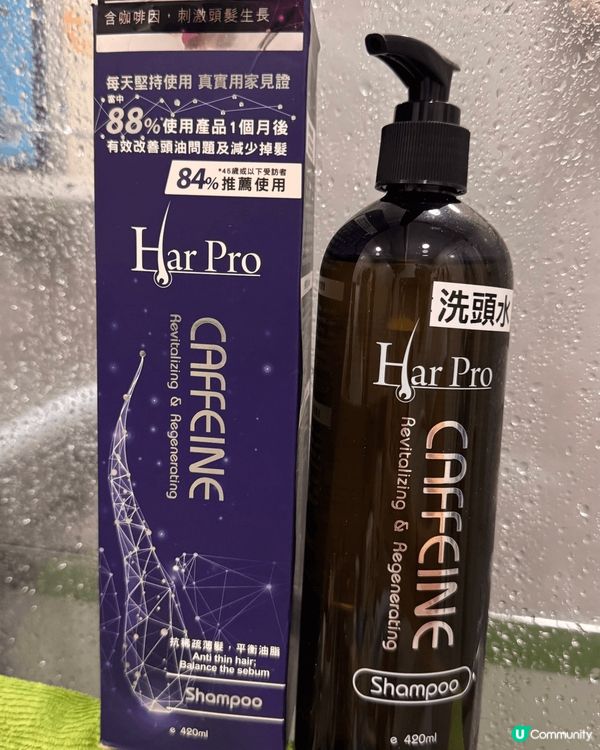 含咖啡因，刺激頭髮生長
每天堅持使用 真實用家見證
當中
88%使用產品1個月後
有效改善頭油問題及減少掉髮
*45歲或以下受訪者
84%推薦使用
Har Pro
CAFFEINE
Revitalizing & Regenerating
抗稀疏薄髮，平衡油脂
Anti thin hair;
Balance the sebum
Shampoo
e 420ml
洗頭水
Har Pro
CAFFEINE
Revitalizing & Regenerating
Shampoo
e 420ml
U Community